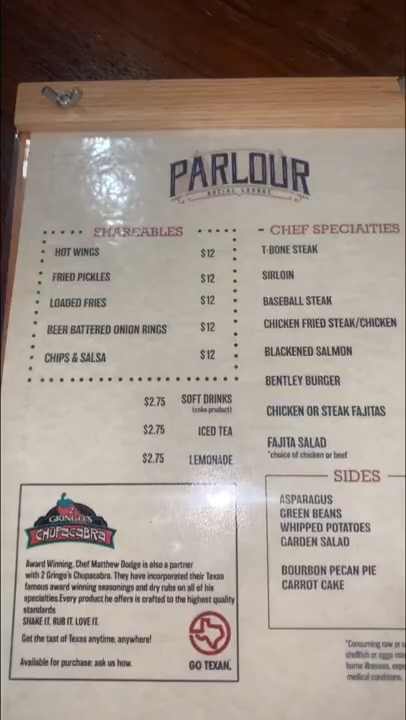 PARLOUR
SOCIAL LOUNGE
SHAREABLES
HOT WINGS $12
FRIED PICKLES $12
LOADED FRIES $12
BEER BATTERED ONION RINGS $12
CHIPS & SALSA $12
$2.75 SOFT DRINKS
(coke product)
$2.75 ICED TEA
$2.75 LEMONADE
- CHEF SPECIALTIES
T-BONE STEAK
SIRLOIN
BASEBALL STEAK
CHICKEN FRIED STEAK/CHICKEN
BLACKENED SALMON
BENTLEY BURGER
CHICKEN OR STEAK FAJITAS
FAJITA SALAD
*choice of chicken or beef
SIDES
ASPARAGUS
GREEN BEANS
WHIPPED POTATOES
GARDEN SALAD
BOURBON PECAN PIE
CARROT CAKE
2
GRINGO'S
CHUPACABRA
Award Winning, Chef Matthew Dodge is also a partner
with 2 Gringo's Chupacabra. They have incorporated their Texas
famous award winning seasonings and dry rubs on all of his
specialties.Every product he offers is crafted to the highest quality
standards
SHAKE IT. RUB IT. LOVE IT.
Get the tast of Texas anytime, anywhere!
Available for purchase: ask us how.
GO TEXAN.
*Consuming raw or
shellfish or eggs
borne illnesses,
medical conditions.